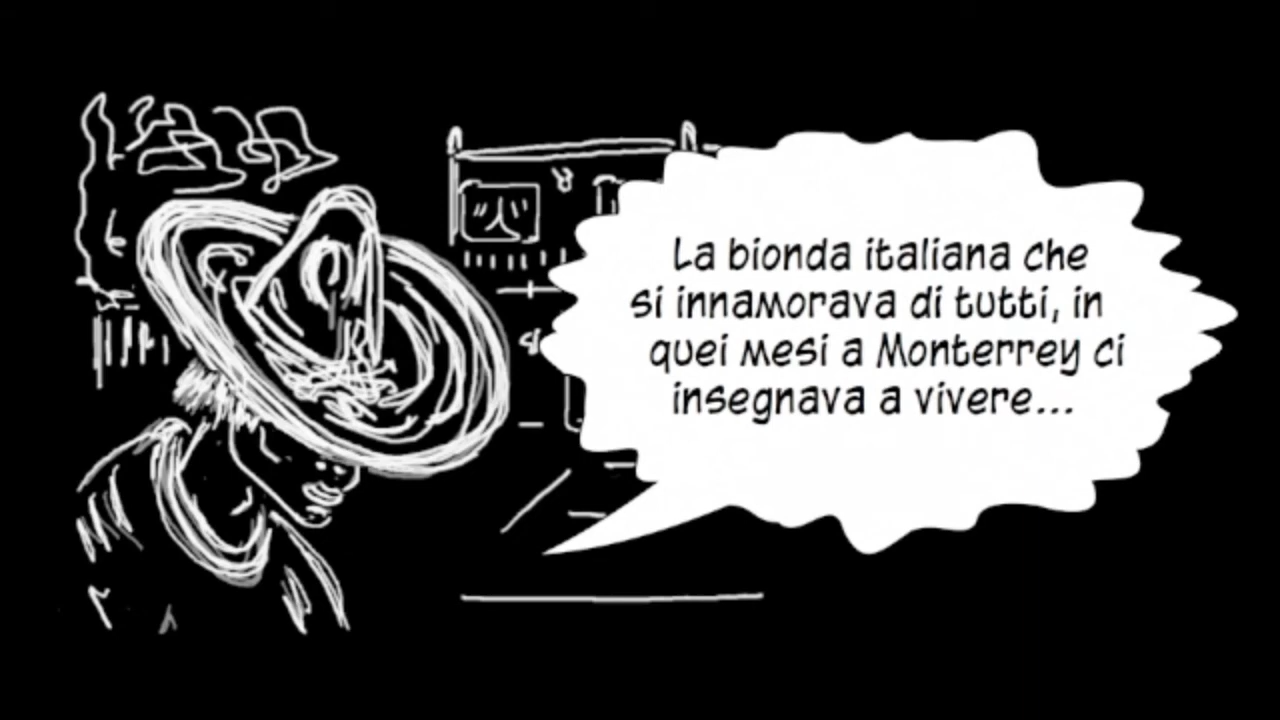 La bionda italiana che
si innamorava di tutti, in
quei mesi a Monterrey ci
insegnava a vivere...